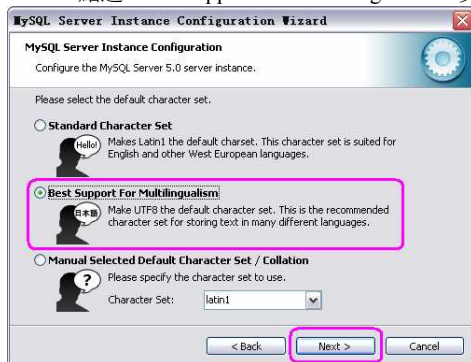 MySQL Server Instance Configuration Wizard
MySQL Server Instance Configuration
Configure the MySQL Server 5.0 server instance.
Please select the default character set.
Standard Character Set
Hello!
Makes Latin1 the default charset. This character set is suited for
English and other West European languages.
Best Support For Multilingualism
日本語
Make UTF8 the default character set. This is the recommended
character set for storing text in many different languages.
Manual Selected Default Character Set / Collation
?
Please specify the character set to use.
Character Set: latin1
< Back Next > Cancel